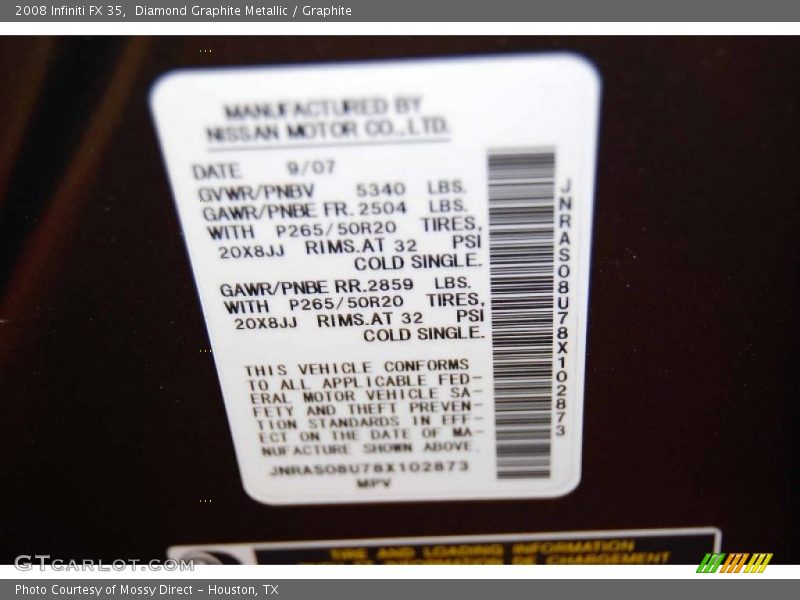 2008 Infiniti FX 35,  Diamond Graphite Metallic / Graphite
MANUFACTURED BY
NISSAN MOTOR CO., LTD.
DATE 9/07
GVWR/PNBV 5340 LBS.
GAWR/PNBE FR. 2504 LBS.
WITH P265/50R20 TIRES,
20X8JJ RIMS.AT 32 PSI
COLD SINGLE.
GAWR/PNBE RR.2859 LBS.
WITH P265/50R20 TIRES,
20X8JJ RIMS.AT 32 PSI
COLD SINGLE.
THIS VEHICLE CONFORMS
TO ALL APPLICABLE FED-
ERAL MOTOR VEHICLE SA-
FETY AND THEFT PREVEN-
TION STANDARDS IN EFF-
ECT ON THE DATE OF MA-
NUFACTURE SHOWN ABOVE.
JNRAS08U78X102873
MPV
JNRAS08U78X102873
TIRE AND LOADING INFORMATION
DE CHARGEMENT
GTcarlot.com
Photo Courtesy of Mossy Direct - Houston, TX